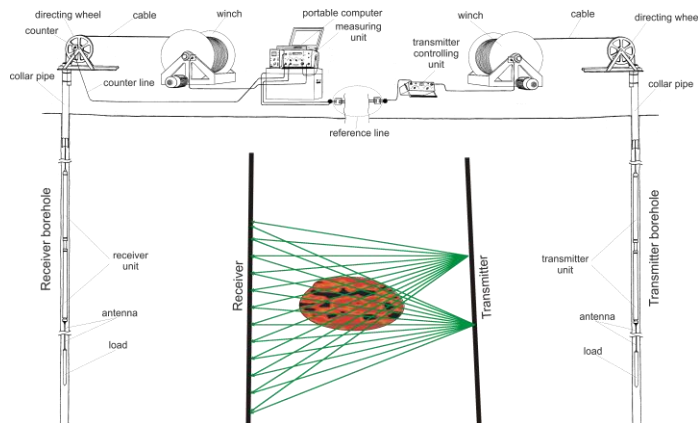 directing wheel
cable
winch
portable computer
measuring
unit
winch
cable
directing whee
counter
transmitter
controlling
unit
collar pipe
counter line
collar pipe
reference line
Receiver borehole
receiver
unit
Receiver
Transmitter
transmitter
unit
Transmitter borehole
antenna
antenna
load
load